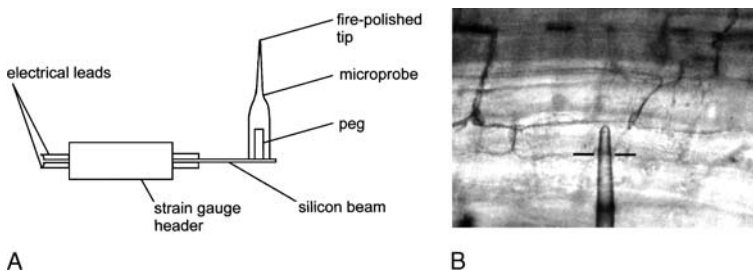 fire-polished
tip
electrical leads
microprobe
peg
strain gauge
header
silicon beam
A
B